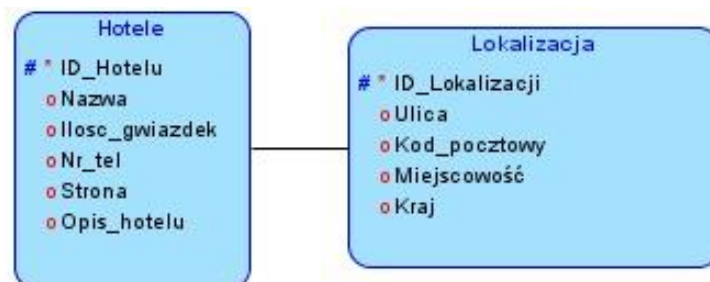 Hotele
# * ID_Hotelu
o Nazwa
o Ilosc_gwiazdek
o Nr_tel
o Strona
o Opis_hotelu
Lokalizacja
# * ID_Lokalizacji
o Ulica
o Kod_pocztowy
o Miejscowość
o Kraj